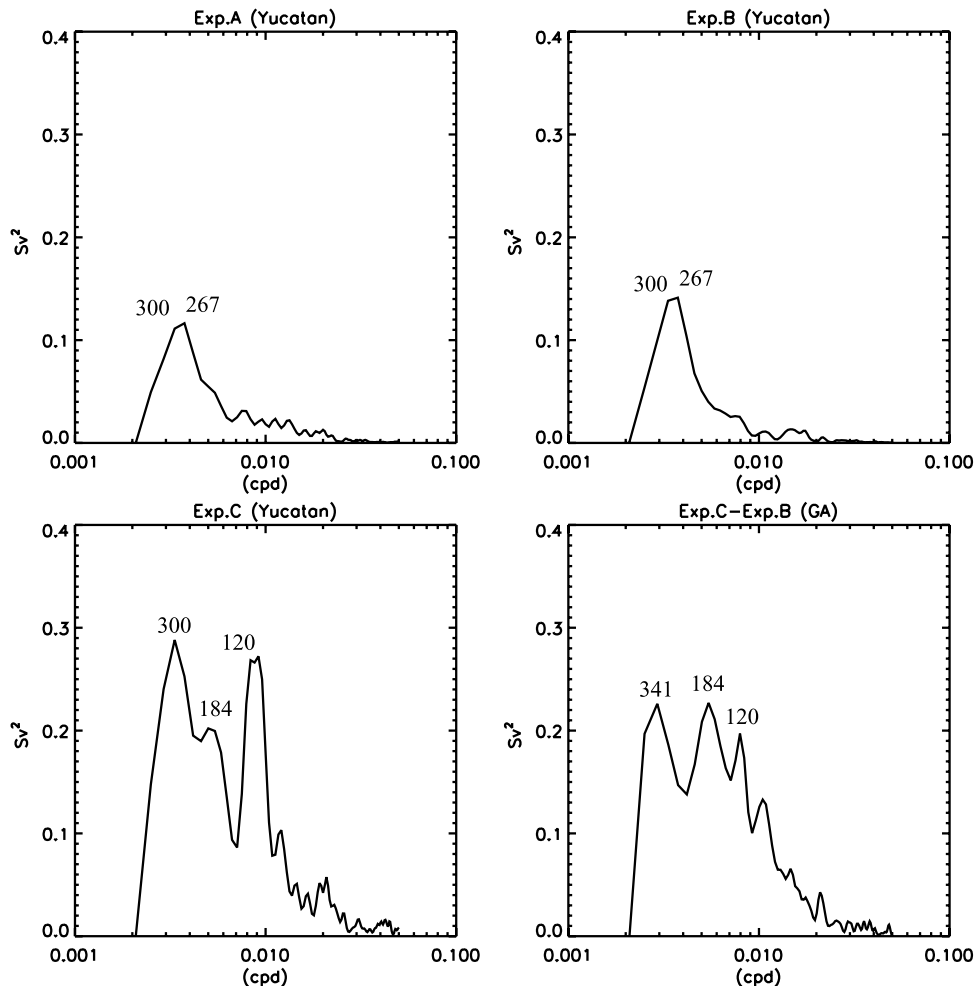 Exp.A (Yucatan)
0.4
0.3
0.2
0.1
0.0
Sv²
300 267
0.001 0.010 0.100
(cpd)
Exp.B (Yucatan)
0.4
0.3
0.2
0.1
0.0
Sv²
300 267
0.001 0.010 0.100
(cpd)
Exp.C (Yucatan)
0.4
0.3
0.2
0.1
0.0
Sv²
300
184
120
0.001 0.010 0.100
(cpd)
Exp.C−Exp.B (GA)
0.4
0.3
0.2
0.1
0.0
Sv²
341
184
120
0.001 0.010 0.100
(cpd)